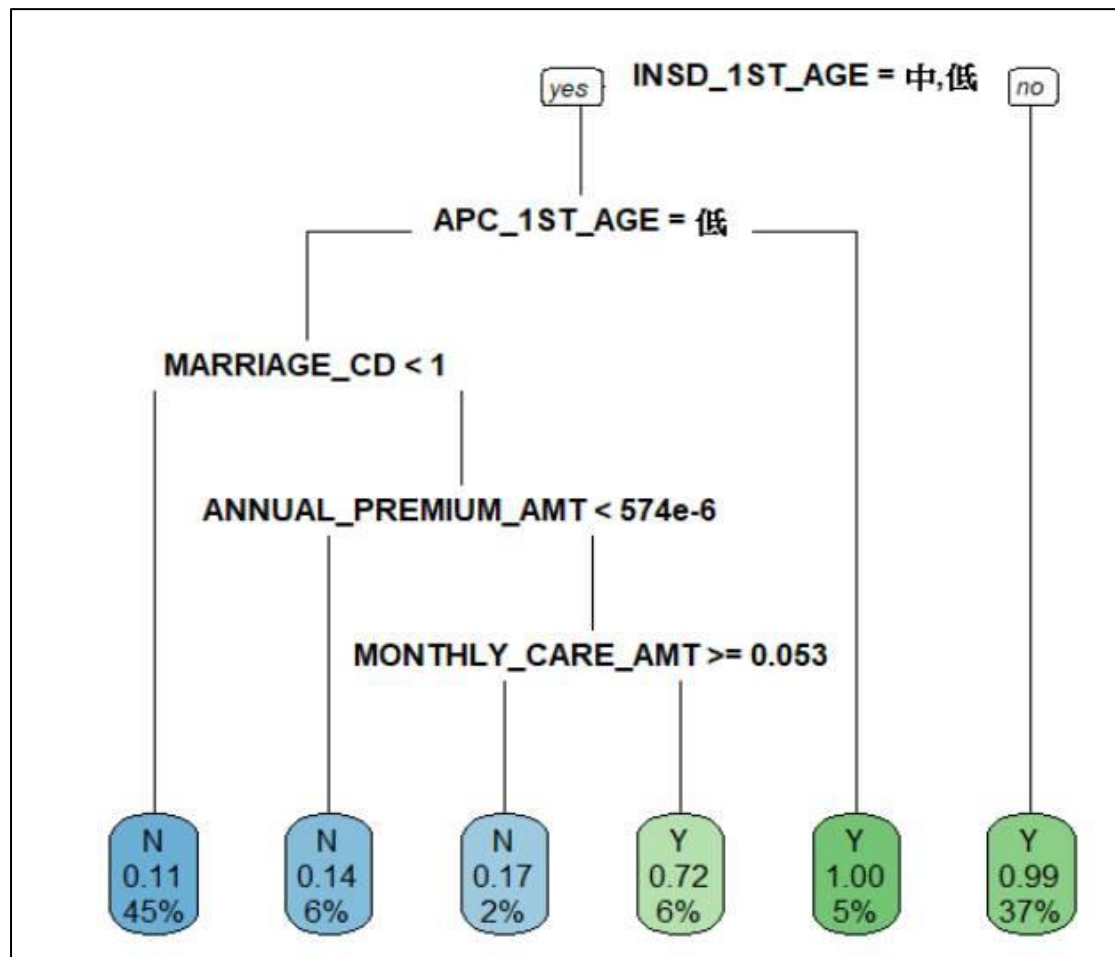 yes INSD_1ST_AGE = 中,低 no
APC_1ST_AGE = 低
MARRIAGE_CD < 1
ANNUAL_PREMIUM_AMT < 574e-6
MONTHLY_CARE_AMT >= 0.053
N
0.11
45%
N
0.14
6%
N
0.17
2%
Y
0.72
6%
Y
1.00
5%
Y
0.99
37%